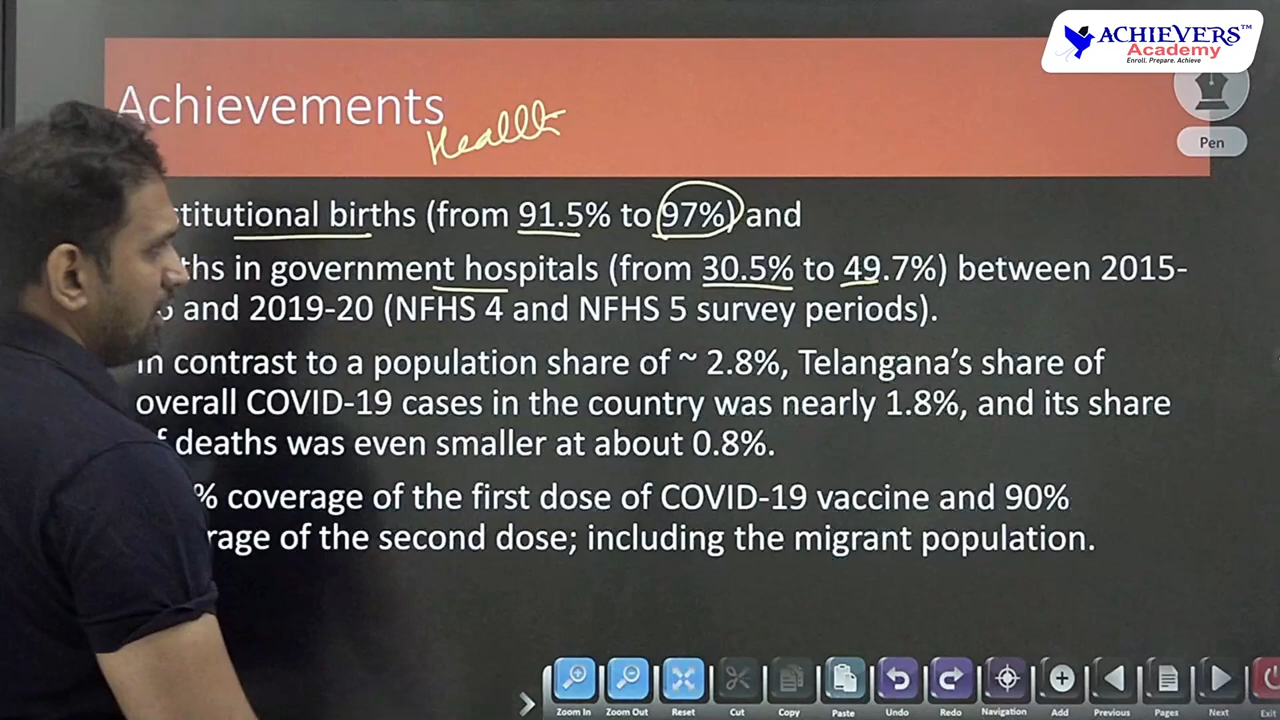 ACHIEVERS™
Academy
Enroll. Prepare. Achieve
Achievements
Health
Pen
stitutional births (from 91.5% to 97%) and
ths in government hospitals (from 30.5% to 49.7%) between 2015-
and 2019-20 (NFHS 4 and NFHS 5 survey periods).
In contrast to a population share of ~ 2.8%, Telangana's share of
overall COVID-19 cases in the country was nearly 1.8%, and its share
f deaths was even smaller at about 0.8%.
% coverage of the first dose of COVID-19 vaccine and 90%
rage of the second dose; including the migrant population.
Zoom In Zoom Out Reset Cut Copy Paste Undo Redo Navigation Add Previous Pages Next Exit